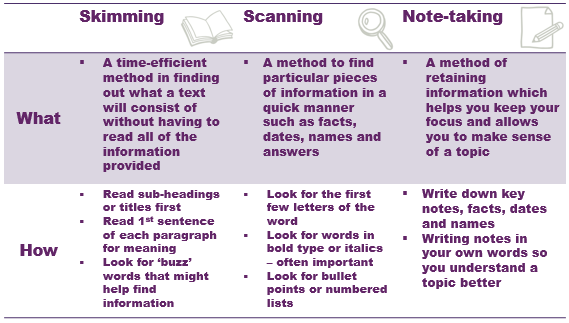 Skimming
Scanning
Note-taking
What
▪ A time-efficient
method in finding
out what a text
will consist of
without having to
read all of the
information
provided
▪ A method to find
particular pieces
of information in a
quick manner
such as facts,
dates, names and
answers
▪ A method of
retaining
information which
helps you keep your
focus and allows
you to make sense
of a topic
How
▪ Read sub-headings
or titles first
▪ Read 1st sentence
of each paragraph
for meaning
▪ Look for ‘buzz’
words that might
help find
information
▪ Look for the first
few letters of the
word
▪ Look for words in
bold type or italics
– often important
▪ Look for bullet
points or numbered
lists
▪ Write down key
notes, facts, dates
and names
▪ Writing notes in
your own words so
you understand a
topic better